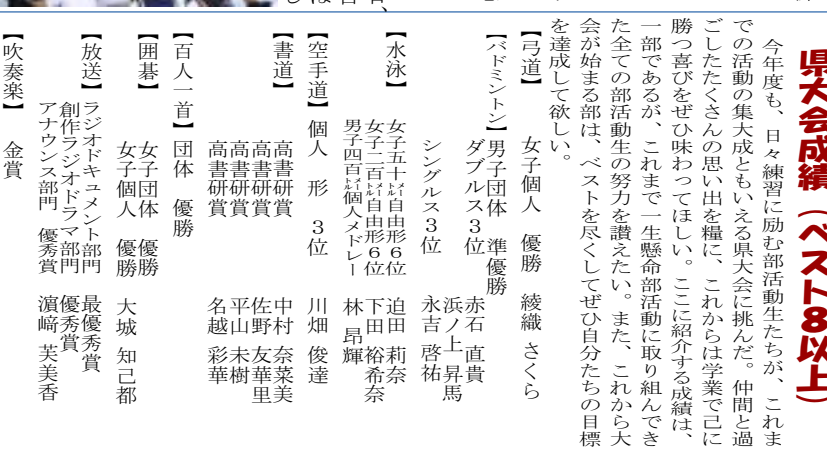 県大会成績（ベスト8以上）
今年度も、日々練習に励む部活動生たちが、これま
での活動の集大成ともいえる県大会に挑んだ。仲間と過
ごしたたくさんの思い出を糧に、これからは学業で己に
勝つ喜びをぜひ味わってほしい。ここに紹介する成績は、
一部であるが、これまで一生懸命部活動に取り組んでき
た全ての部活動生の努力を讃えたい。また、これから大
会が始まる部は、ベストを尽くしてぜひ自分たちの目標
を達成して欲しい。
【弓道】 女子個人 優勝 綾織 さくら
【バドミントン】男子団体 準優勝
ダブルス３位 赤石 直貴
浜ノ上 昇馬
シングルス３位 永吉 啓祐
【水泳】女子五十㍍自由形６位 迫田 莉奈
女子二百㍍自由形６位 下田 裕希奈
男子四百㍍個人メドレー 林 昂輝
【空手道】個人 形 ３位 川畑 俊達
【書道】 高書研賞 中村 奈菜美
高書研賞 佐野 友華里
高書研賞 平山 未樹
高書研賞 名越 彩華
【百人一首】団体 優勝
【囲碁】 女子団体 優勝
女子個人 優勝 大城 知己都
【放送】ラジオドキュメント部門 最優秀賞
創作ラジオドラマ部門 優秀賞
アナウンス部門 優秀賞 濵﨑 芙美香
【吹奏楽】 金賞